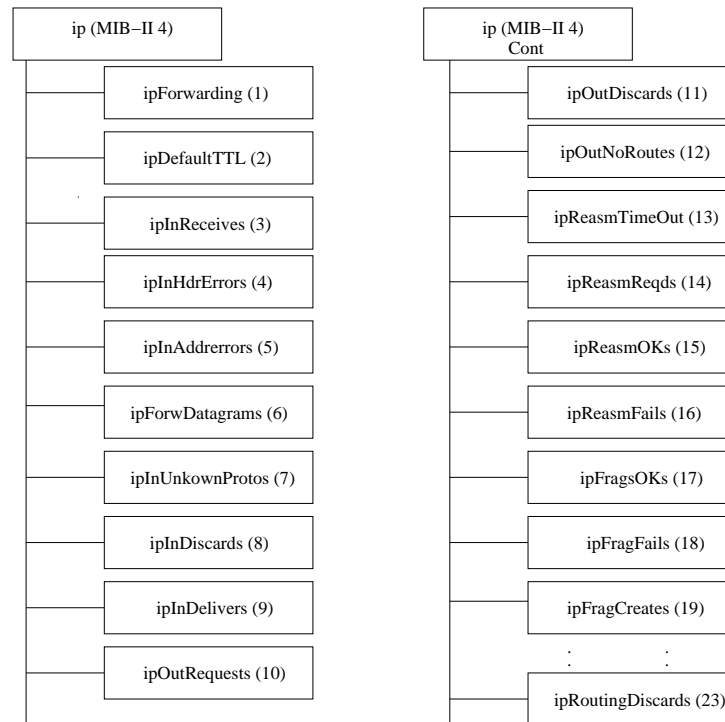 ip (MIB−II 4)
ipForwarding (1)
ipDefaultTTL (2)
ipInReceives (3)
ipInHdrErrors (4)
ipInAddrerrors (5)
ipForwDatagrams (6)
ipInUnkownProtos (7)
ipInDiscards (8)
ipInDelivers (9)
ipOutRequests (10)
ip (MIB−II 4)
Cont
ipOutDiscards (11)
ipOutNoRoutes (12)
ipReasmTimeOut (13)
ipReasmReqds (14)
ipReasmOKs (15)
ipReasmFails (16)
ipFragsOKs (17)
ipFragFails (18)
ipFragCreates (19)
ipRoutingDiscards (23)